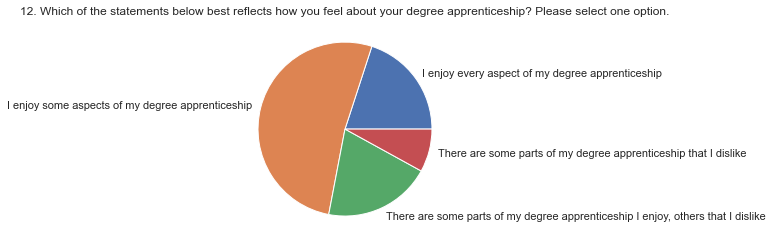 12. Which of the statements below best reflects how you feel about your degree apprenticeship? Please select one option.
I enjoy every aspect of my degree apprenticeship
I enjoy some aspects of my degree apprenticeship
There are some parts of my degree apprenticeship that I dislike
There are some parts of my degree apprenticeship I enjoy, others that I dislike